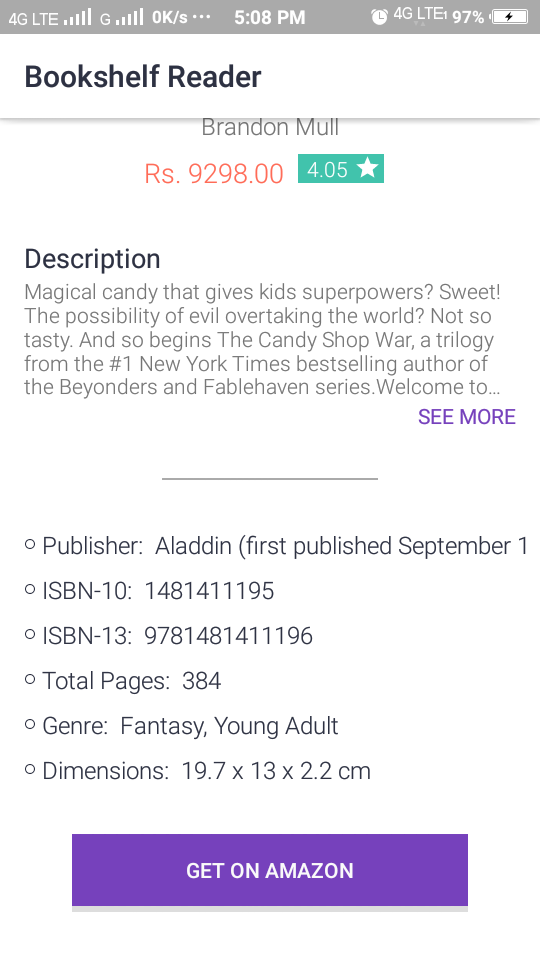 4G LTE G 0K/s ··· 5:08 PM 4G LTE 97%
Bookshelf Reader
Brandon Mull
Rs. 9298.00 4.05
Description
Magical candy that gives kids superpowers? Sweet!
The possibility of evil overtaking the world? Not so
tasty. And so begins The Candy Shop War, a trilogy
from the #1 New York Times bestselling author of
the Beyonders and Fablehaven series.Welcome to...
SEE MORE
Publisher: Aladdin (first published September 1
ISBN-10: 1481411195
ISBN-13: 9781481411196
Total Pages: 384
Genre: Fantasy, Young Adult
Dimensions: 19.7 x 13 x 2.2 cm
GET ON AMAZON